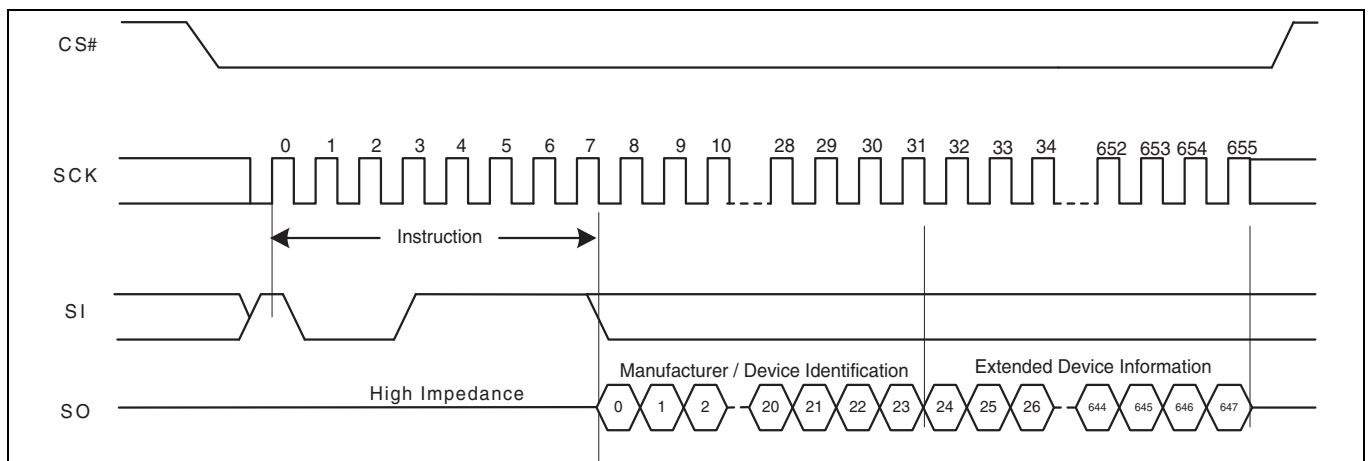 CS#
0 1 2 3 4 5 6 7 8 9 10 28 29 30 31 32 33 34 652 653 654 655
SCK
Instruction
SI
Manufacturer / Device Identification Extended Device Information
High Impedance
SO 0 1 2 20 21 22 23 24 25 26 644 645 646 647